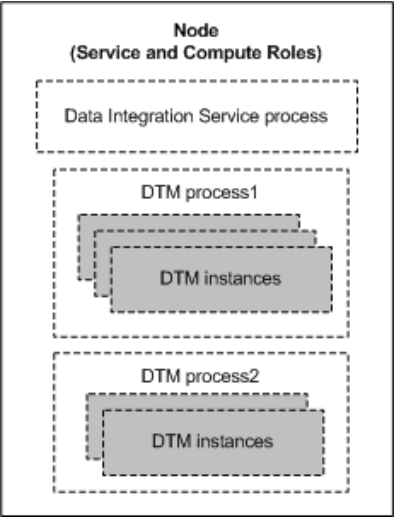 Node
(Service and Compute Roles)
Data Integration Service process
DTM process1
DTM instances
DTM process2
DTM instances